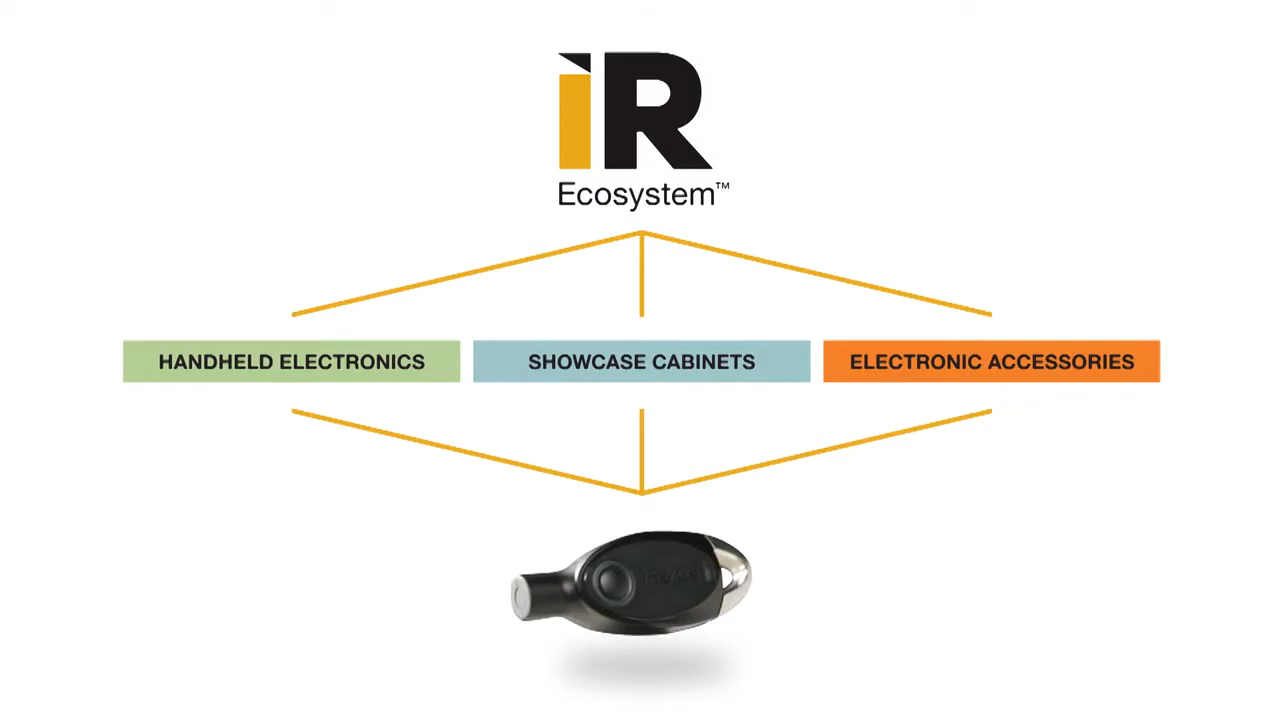 iR
Ecosystem™
HANDHELD ELECTRONICS
SHOWCASE CABINETS
ELECTRONIC ACCESSORIES